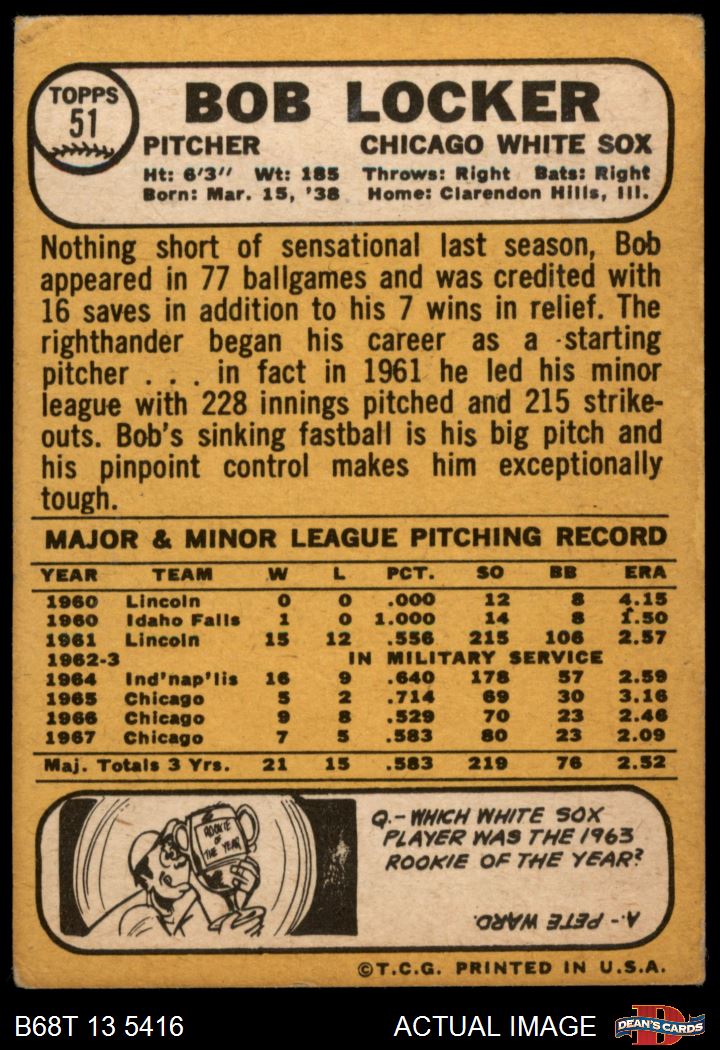 TOPPS
51
BOB LOCKER
PITCHER CHICAGO WHITE SOX
Ht: 6'3" Wt: 185 Throws: Right Bats: Right
Born: Mar. 15, '38 Home: Clarendon Hills, Ill.
Nothing short of sensational last season, Bob
appeared in 77 ballgames and was credited with
16 saves in addition to his 7 wins in relief. The
righthander began his career as a starting
pitcher . . . in fact in 1961 he led his minor
league with 228 innings pitched and 215 strike-
outs. Bob's sinking fastball is his big pitch and
his pinpoint control makes him exceptionally
tough.
MAJOR & MINOR LEAGUE PITCHING RECORD
YEAR TEAM W L PCT. SO BB ERA
1960 Lincoln 0 0 .000 12 8 4.15
1960 Idaho Falls 1 0 1.000 14 8 1.50
1961 Lincoln 15 12 .556 215 106 2.57
1962-3 IN MILITARY SERVICE
1964 Ind'nap'lis 16 9 .640 178 57 2.59
1965 Chicago 5 2 .714 69 30 3.16
1966 Chicago 9 8 .529 70 23 2.46
1967 Chicago 7 5 .583 80 23 2.09
Maj. Totals 3 Yrs. 21 15 .583 219 76 2.52
ROOKIE
OF
THE YEAR
Q.-WHICH WHITE SOX
PLAYER WAS THE 1963
ROOKIE OF THE YEAR?
A.- PETE WARD.
©T.C.G. PRINTED IN U.S.A.
B68T 13 5416 ACTUAL IMAGE
D
DEAN'S CARDS